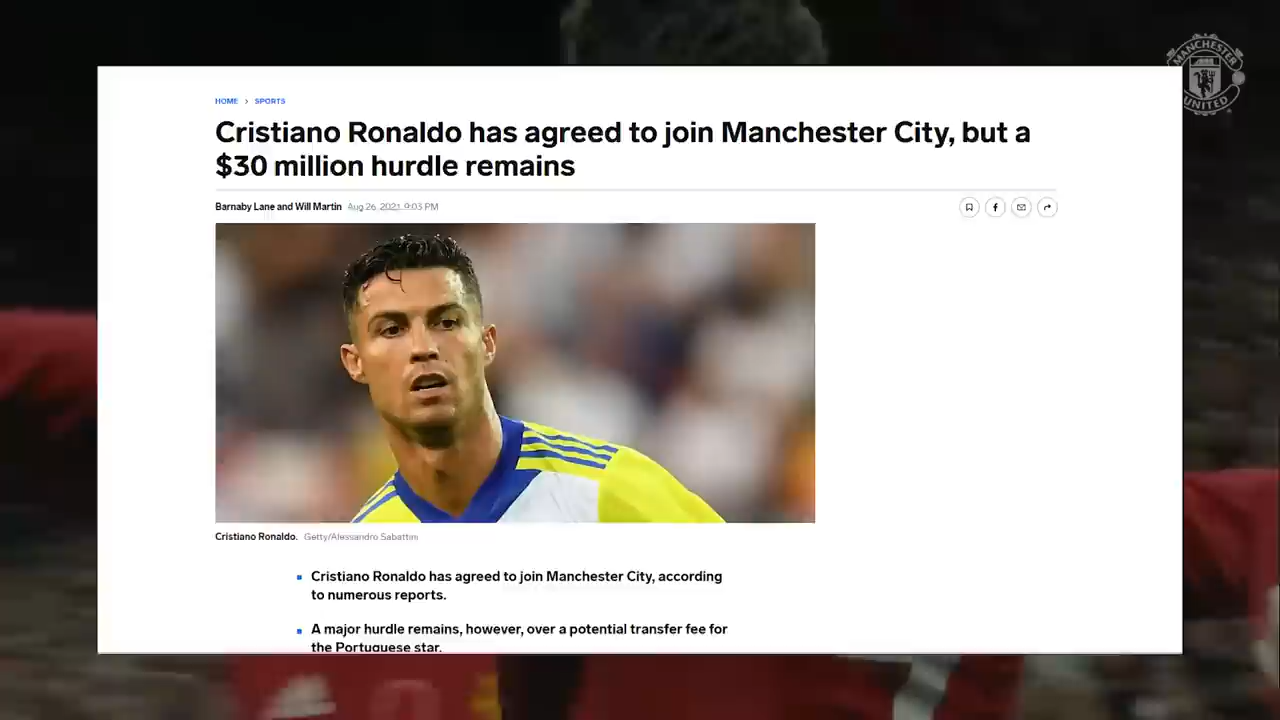 MANCHESTER
UNITED
HOME > SPORTS
Cristiano Ronaldo has agreed to join Manchester City, but a
$30 million hurdle remains
Barnaby Lane and Will Martin Aug 26, 2021, 9:03 PM
Cristiano Ronaldo. Getty/Alessandro Sabattini
Cristiano Ronaldo has agreed to join Manchester City, according
to numerous reports.
A major hurdle remains, however, over a potential transfer fee for
the Portuguese star.